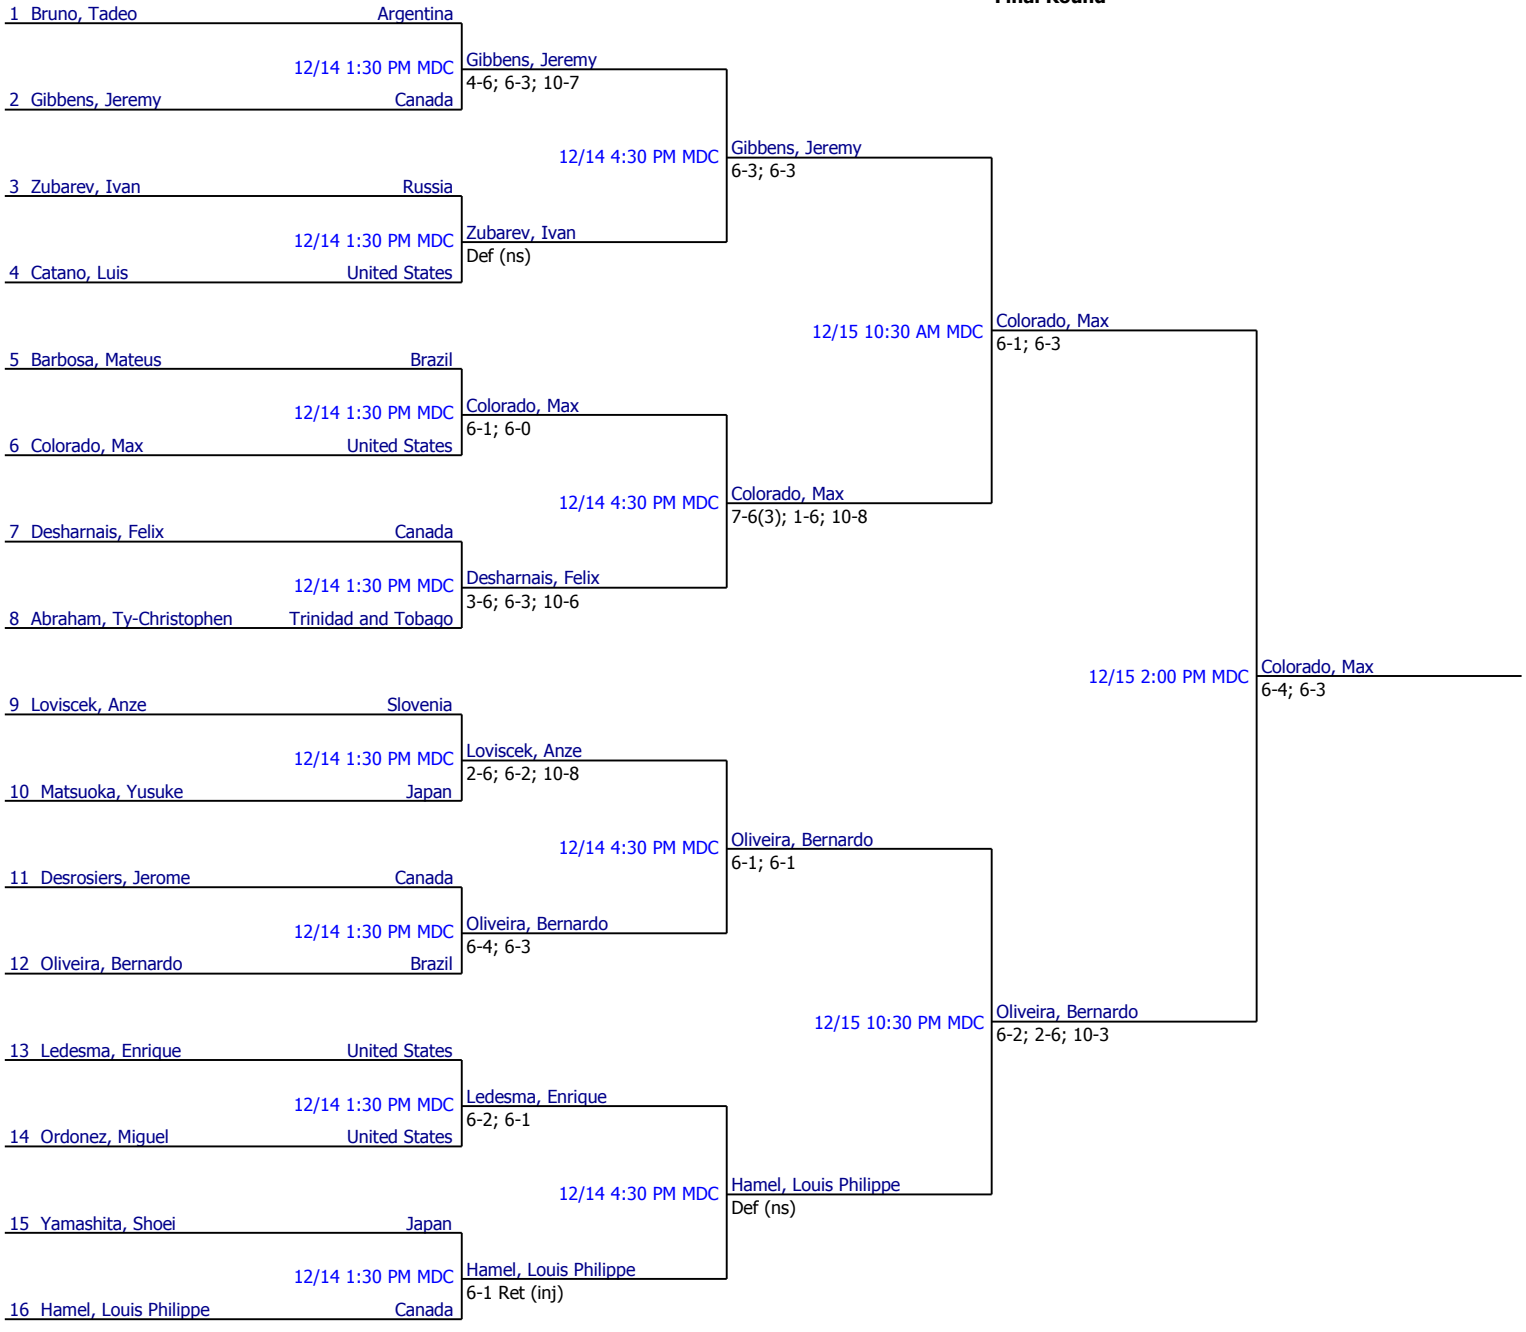 Final Round
1 Bruno, Tadeo Argentina
12/14 1:30 PM MDC Gibbens, Jeremy
4-6; 6-3; 10-7
2 Gibbens, Jeremy Canada
12/14 4:30 PM MDC Gibbens, Jeremy
6-3; 6-3
3 Zubarev, Ivan Russia
12/14 1:30 PM MDC Zubarev, Ivan
Def (ns)
4 Catano, Luis United States
12/15 10:30 AM MDC Colorado, Max
6-1; 6-3
5 Barbosa, Mateus Brazil
12/14 1:30 PM MDC Colorado, Max
6-1; 6-0
6 Colorado, Max United States
12/14 4:30 PM MDC Colorado, Max
7-6(3); 1-6; 10-8
7 Desharnais, Felix Canada
12/14 1:30 PM MDC Desharnais, Felix
3-6; 6-3; 10-6
8 Abraham, Ty-Christophen Trinidad and Tobago
12/15 2:00 PM MDC Colorado, Max
6-4; 6-3
9 Loviscek, Anze Slovenia
12/14 1:30 PM MDC Loviscek, Anze
2-6; 6-2; 10-8
10 Matsuoka, Yusuke Japan
12/14 4:30 PM MDC Oliveira, Bernardo
6-1; 6-1
11 Desrosiers, Jerome Canada
12/14 1:30 PM MDC Oliveira, Bernardo
6-4; 6-3
12 Oliveira, Bernardo Brazil
12/15 10:30 PM MDC Oliveira, Bernardo
6-2; 2-6; 10-3
13 Ledesma, Enrique United States
12/14 1:30 PM MDC Ledesma, Enrique
6-2; 6-1
14 Ordonez, Miguel United States
12/14 4:30 PM MDC Hamel, Louis Philippe
Def (ns)
15 Yamashita, Shoei Japan
12/14 1:30 PM MDC Hamel, Louis Philippe
6-1 Ret (inj)
16 Hamel, Louis Philippe Canada